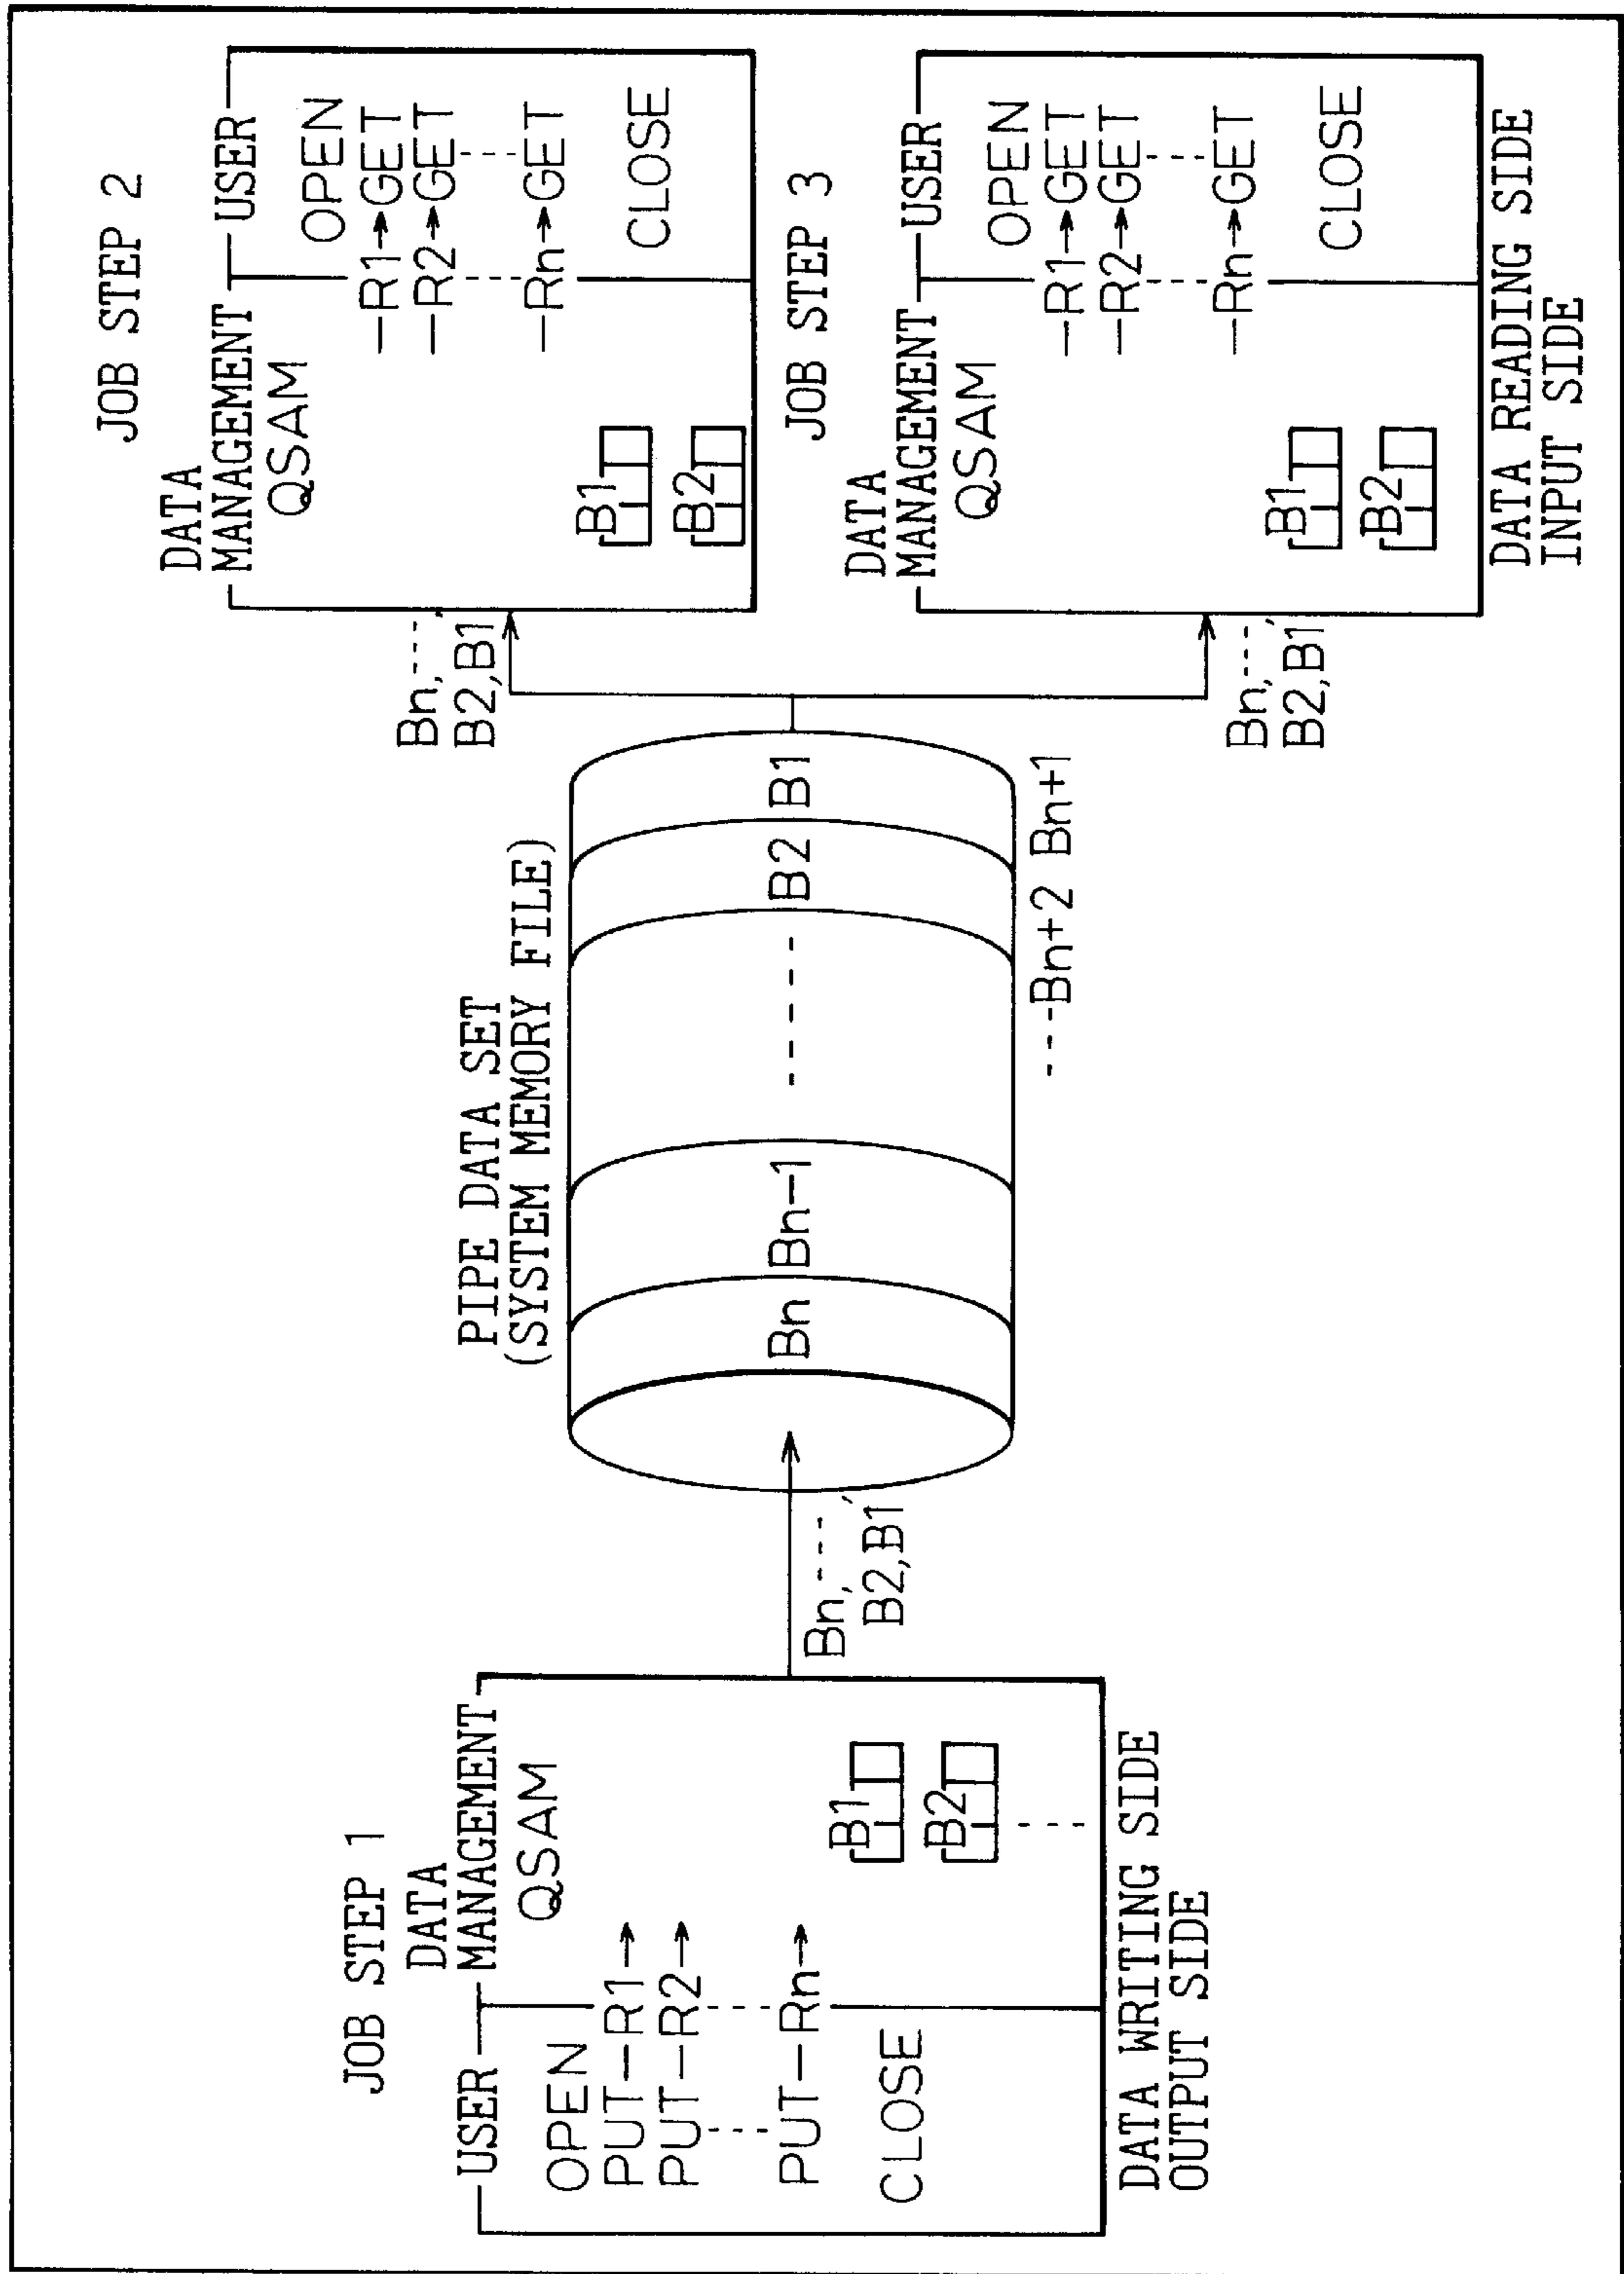 JOB STEP 1
DATA
USER MANAGEMENT
QSAM
OPEN
PUT R1
PUT R2
PUT Rn
CLOSE
B1
B2
DATA WRITING SIDE
OUTPUT SIDE
Bn,----,
B2,B1
PIPE DATA SET
(SYSTEM MEMORY FILE)
Bn Bn-1 ----- B2 B1
---Bn+2 Bn+1
Bn,----,
B2,B1
JOB STEP 2
DATA
MANAGEMENT USER
QSAM
OPEN
R1 GET
R2 GET
Rn GET
CLOSE
B1
B2
Bn,----,
B2,B1
JOB STEP 3
DATA
MANAGEMENT USER
QSAM
OPEN
R1 GET
R2 GET
Rn GET
CLOSE
B1
B2
DATA READING SIDE
INPUT SIDE